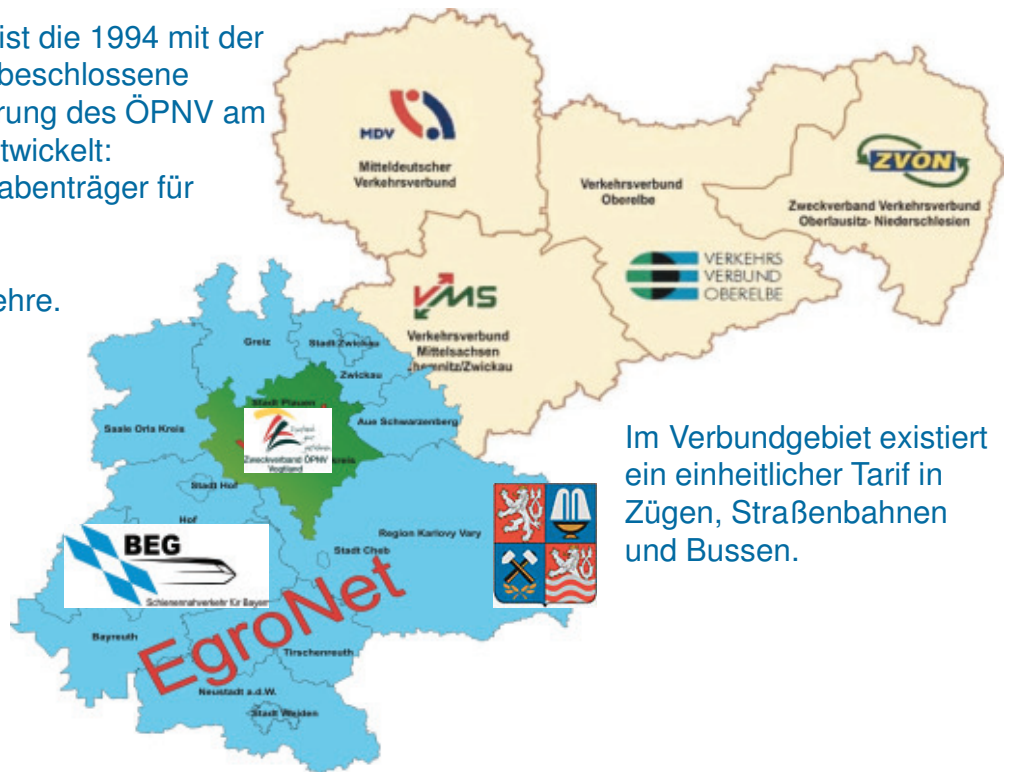 ist die 1994 mit der
beschlossene
rung des ÖPNV am
twickelt:
abenträger für
ehre.
MDV
Mitteldeutscher
Verkehrsverbund
Verkehrsverbund
Oberelbe
ZVON
Zweckverband Verkehrsverbund
Oberlausitz- Niederschlesien
VERKEHRS
VERBUND
OBERELBE
VMS
Verkehrsverbund
Mittelsachsen
hemnitz/Zwickau
Greiz
Stadt Zwickau
Zwickau
Stadt Plauen
Aue Schwarzenberg
Saale Orla Kreis
Zweckverband ÖPNV
Vogtland
kreis
Stadt Hof
Hof
Region Karlovy Vary
Stadt Cheb
BEG
Schienennahverkehr für Bayer
EgroNet
Bayreuth
Tirschenreuth
Neustadt a.d.W.
Stadt Weiden
Im Verbundgebiet existiert
ein einheitlicher Tarif in
Zügen, Straßenbahnen
und Bussen.